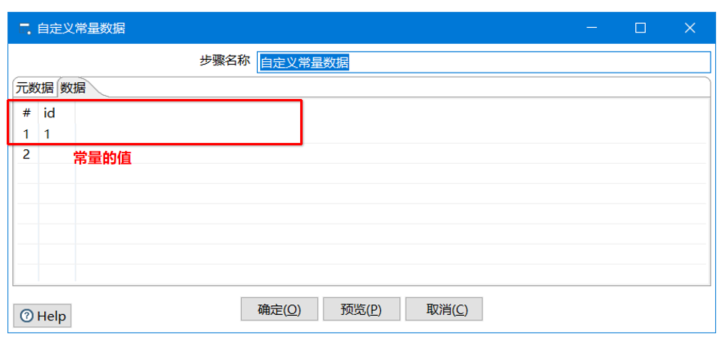 自定义常量数据
步骤名称 自定义常量数据
元数据 数据
# id
1 1
2
常量的值
Help 确定(O) 预览(P) 取消(C)